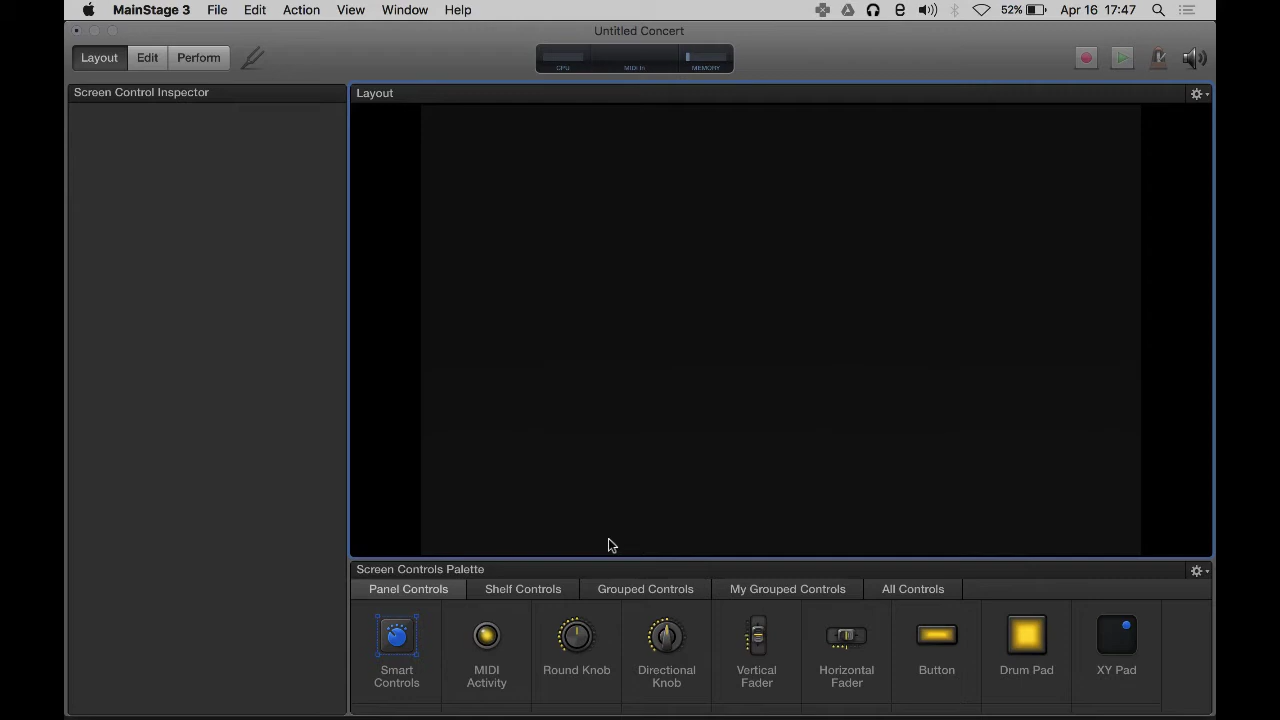 MainStage 3 File Edit Action View Window Help 52% Apr 16 17:47
Untitled Concert
Layout Edit Perform
CPU MIDI IN MEMORY
Screen Control Inspector
Layout
Screen Controls Palette
Panel Controls Shelf Controls Grouped Controls My Grouped Controls All Controls
Smart Controls
MIDI Activity
Round Knob
Directional Knob
Vertical Fader
Horizontal Fader
Button
Drum Pad
XY Pad